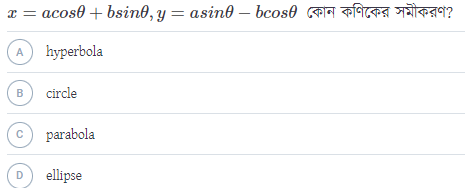 x = acosθ + bsinθ, y = asinθ − bcosθ কোন কণিকের সমীকরণ?
A hyperbola
B circle
C parabola
D ellipse